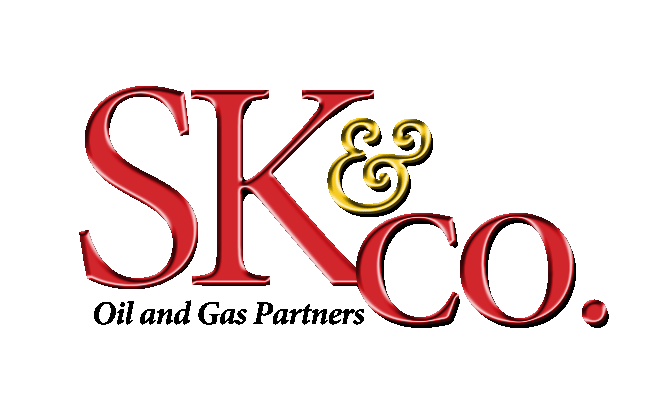 SK & CO.
Oil and Gas Partners